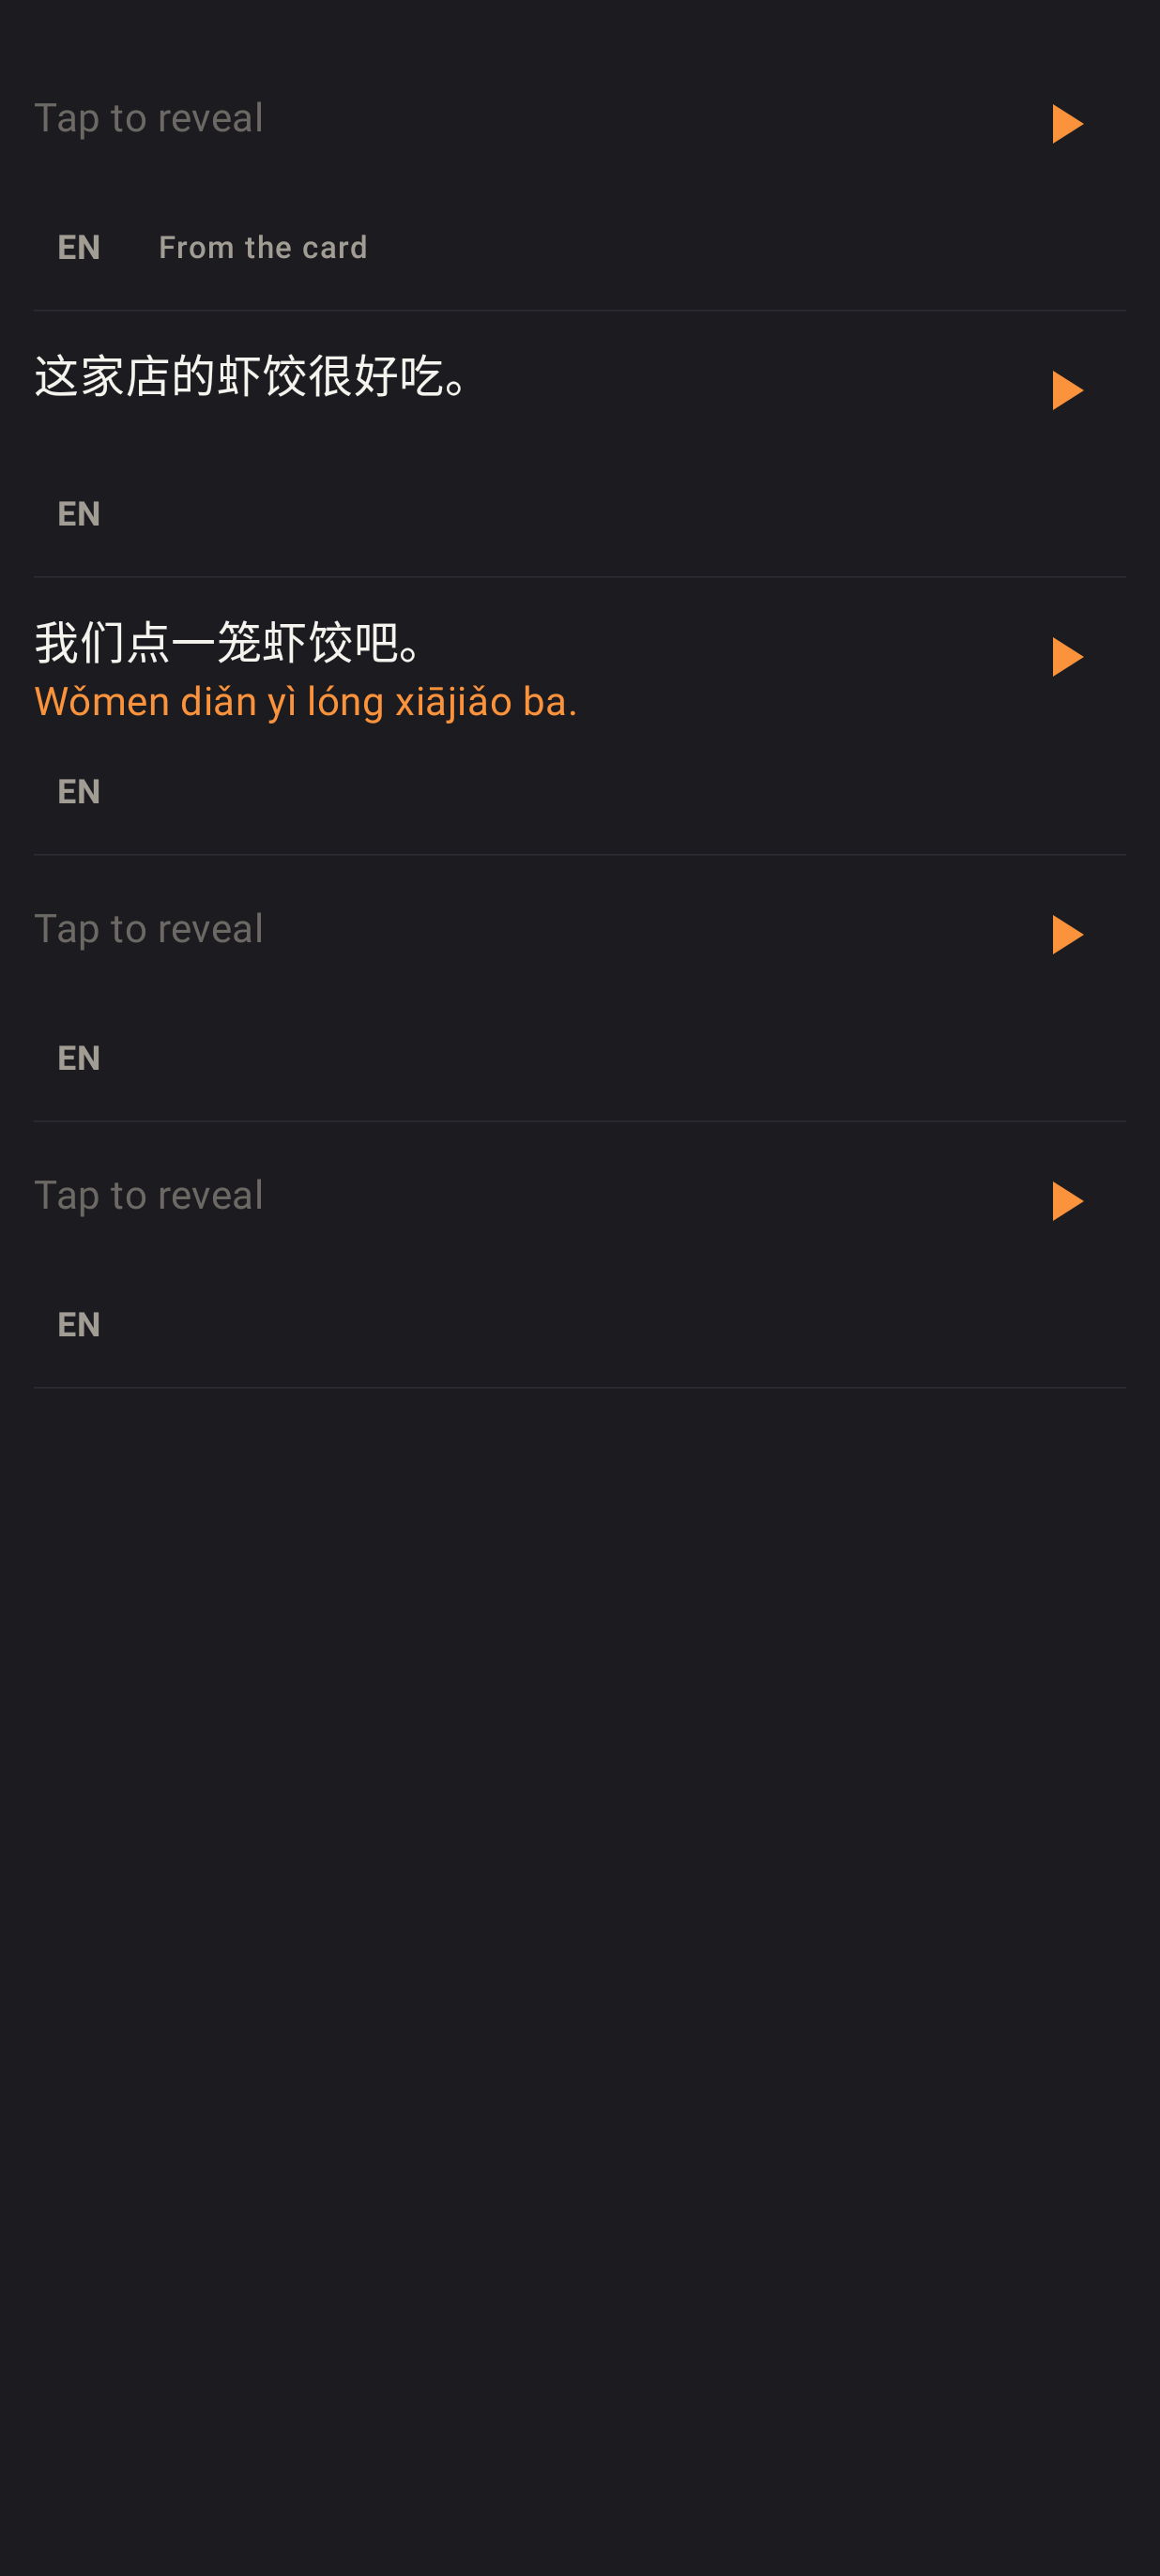 Tap to reveal
EN From the card
这家店的虾饺很好吃。
EN
我们点一笼虾饺吧。
Wǒmen diǎn yì lóng xiājiǎo ba.
EN
Tap to reveal
EN
Tap to reveal
EN